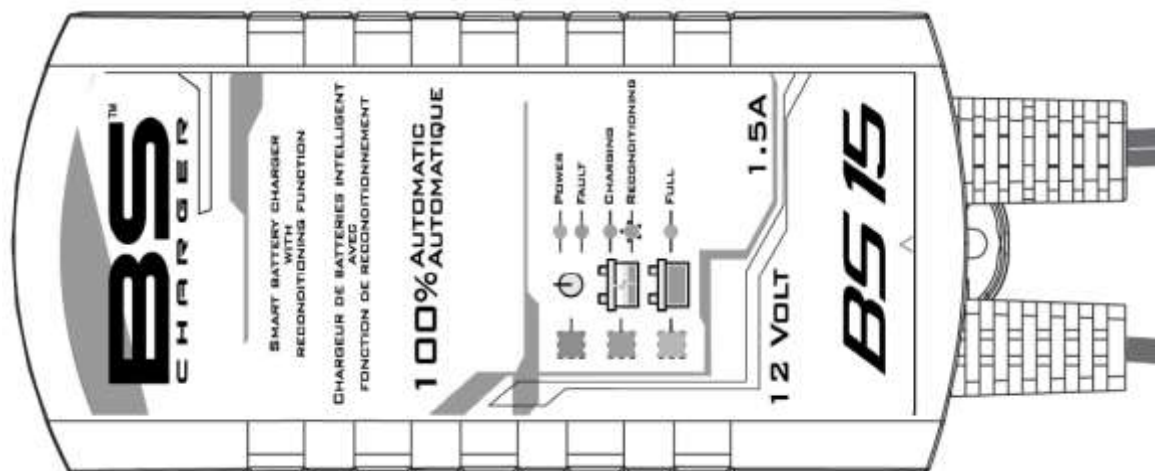 BS™
CHARGER
SMART BATTERY CHARGER
WITH
RECONDITIONING FUNCTION
CHARGEUR DE BATTERIES INTELLIGENT
AVEC
FONCTION DE RECONDITIONNEMENT
100% AUTOMATIC
AUTOMATIQUE
POWER
FAULT
CHARGING
RECONDITIONING
FULL
12 VOLT
1.5A
BS 15